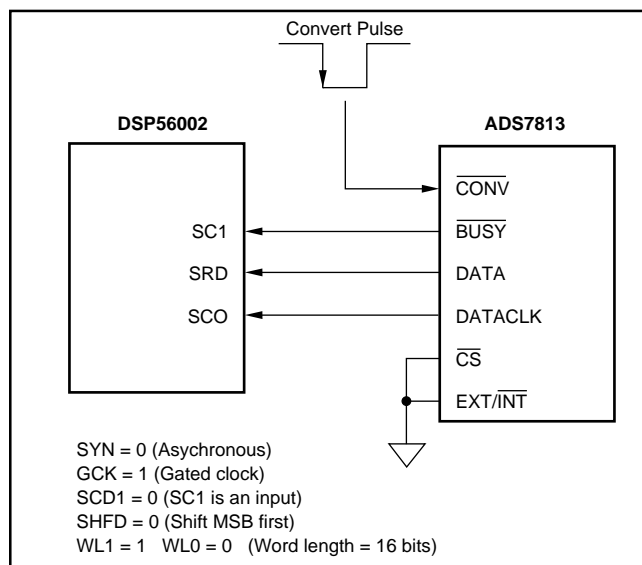 Convert Pulse
DSP56002
ADS7813
CONV
SC1
BUSY
SRD
DATA
SCO
DATACLK
CS
EXT/INT
SYN = 0 (Asychronous)
GCK = 1 (Gated clock)
SCD1 = 0 (SC1 is an input)
SHFD = 0 (Shift MSB first)
WL1 = 1 WL0 = 0 (Word length = 16 bits)